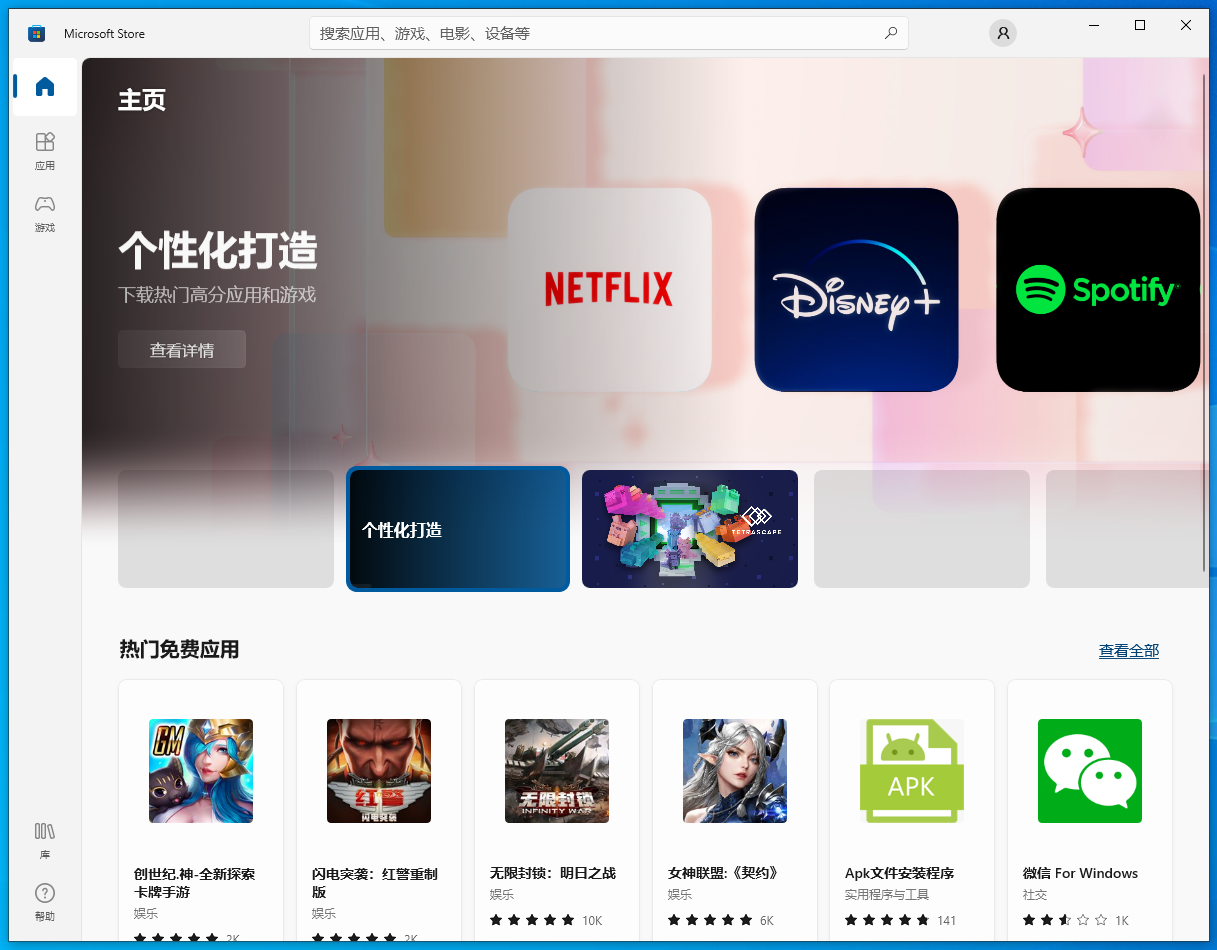 Microsoft Store
搜索应用、游戏、电影、设备等
主页
应用
游戏
个性化打造
下载热门高分应用和游戏
查看详情
NETFLIX
Disney+
Spotify
个性化打造
TETRASCAPE
热门免费应用
查看全部
GM
红警
闪电突袭
无限封锁
INFINITY WAR
APK
创世纪.神-全新探索
卡牌手游
娱乐
2K
闪电突袭：红警重制
版
娱乐
2K
无限封锁：明日之战
娱乐
10K
女神联盟:《契约》
娱乐
6K
Apk文件安装程序
实用程序与工具
141
微信 For Windows
社交
1K
库
帮助